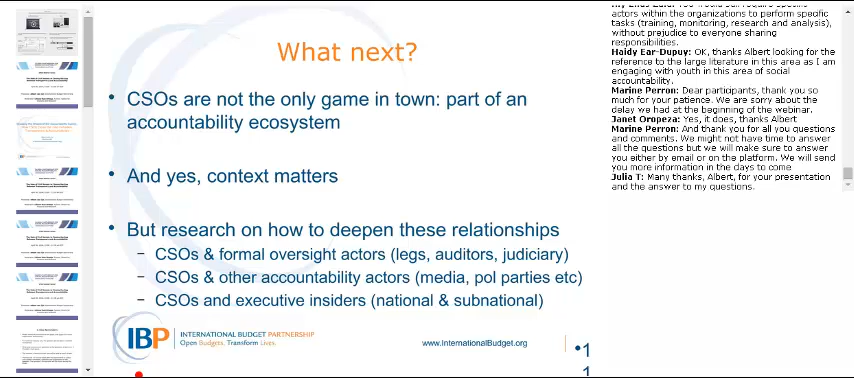 What next?
CSOs are not the only game in town: part of an
accountability ecosystem
And yes, context matters
But research on how to deepen these relationships
CSOs & formal oversight actors (legs, auditors, judiciary)
CSOs & other accountability actors (media, pol parties etc)
CSOs and executive insiders (national & subnational)
IBP
INTERNATIONAL BUDGET PARTNERSHIP
Open Budgets. Transform Lives.
www.InternationalBudget.org
•1
1
actors within the organizations to perform specific
tasks (training, monitoring, research and analysis),
without prejudice to everyone sharing
responsibilities.
Haidy Ear-Dupuy: OK, thanks Albert looking for the
reference to the large literature in this area as I am
engaging with youth in this area of social
accountability.
Marine Perron: Dear participants, thank you so
much for your patience. We are sorry about the
delay we had at the beginning of the webinar.
Janet Oropeza: Yes, it does, thanks Albert
Marine Perron: And thank you for all you questions
and comments. We might not have time to answer
all the questions but we will make sure to answer
you either by email or on the platform. We will send
you more information in the days to come
Julia T: Many thanks, Albert, for your presentation
and the answer to my questions.